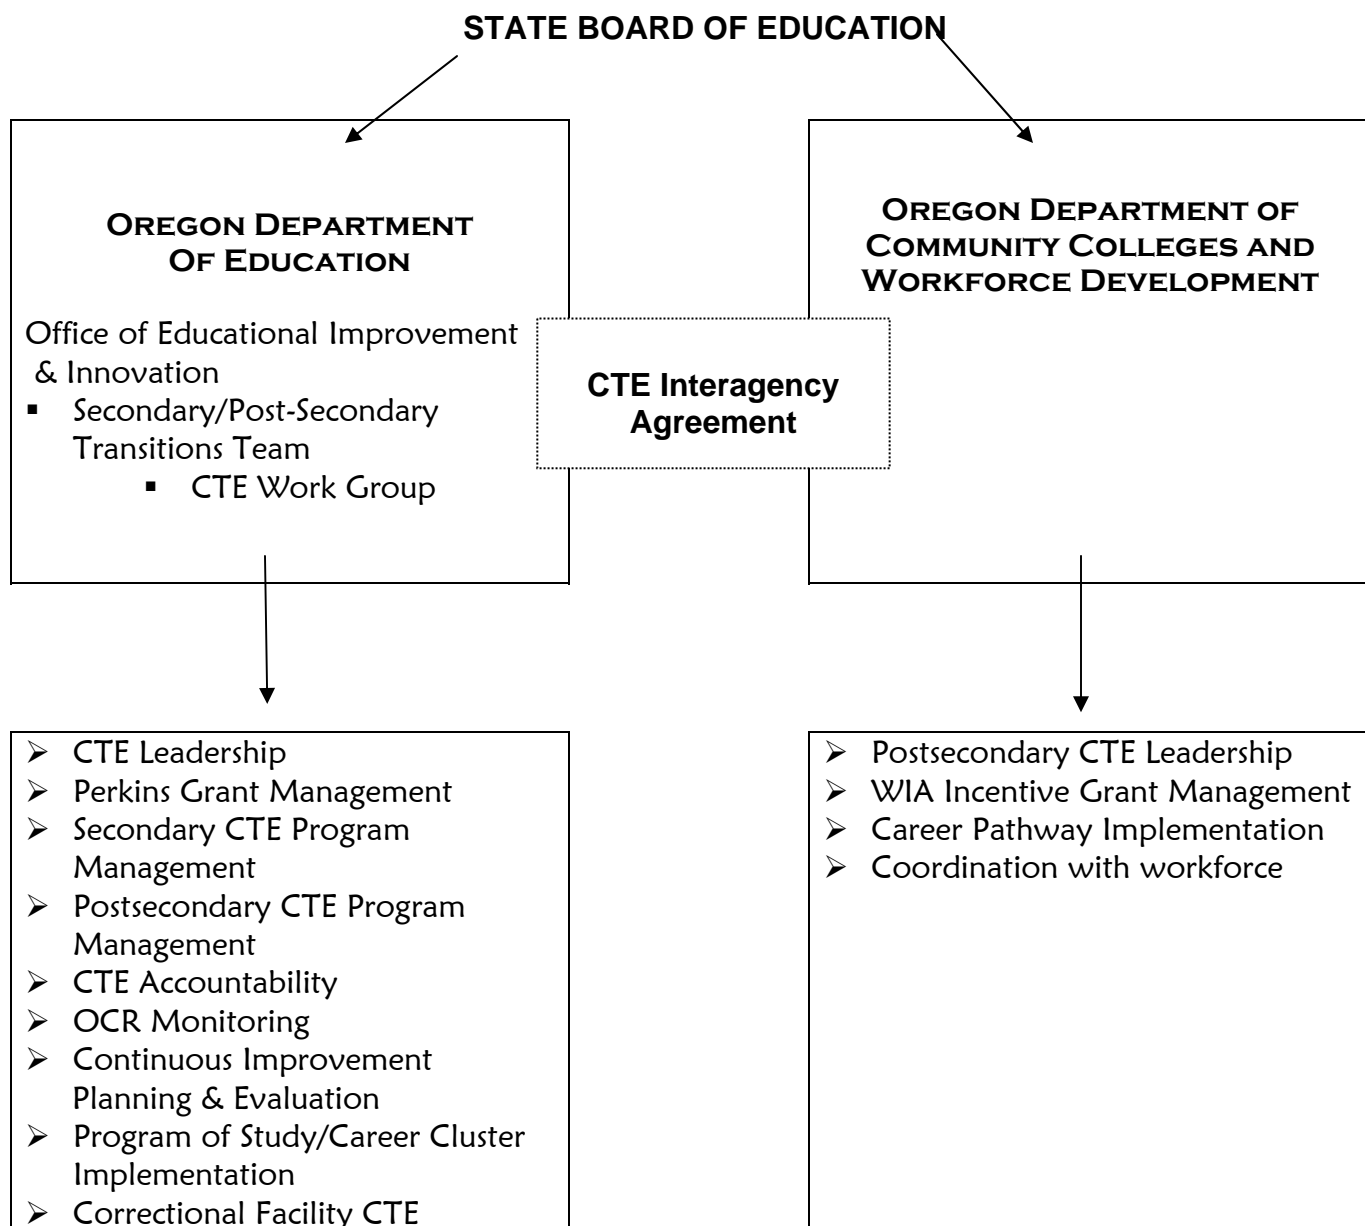 STATE BOARD OF EDUCATION
OREGON DEPARTMENT
OF EDUCATION
Office of Educational Improvement
& Innovation
▪ Secondary/Post-Secondary
Transitions Team
▪ CTE Work Group
CTE Interagency
Agreement
OREGON DEPARTMENT OF
COMMUNITY COLLEGES AND
WORKFORCE DEVELOPMENT
➢ CTE Leadership
➢ Perkins Grant Management
➢ Secondary CTE Program
Management
➢ Postsecondary CTE Program
Management
➢ CTE Accountability
➢ OCR Monitoring
➢ Continuous Improvement
Planning & Evaluation
➢ Program of Study/Career Cluster
Implementation
➢ Correctional Facility CTE
➢ Postsecondary CTE Leadership
➢ WIA Incentive Grant Management
➢ Career Pathway Implementation
➢ Coordination with workforce